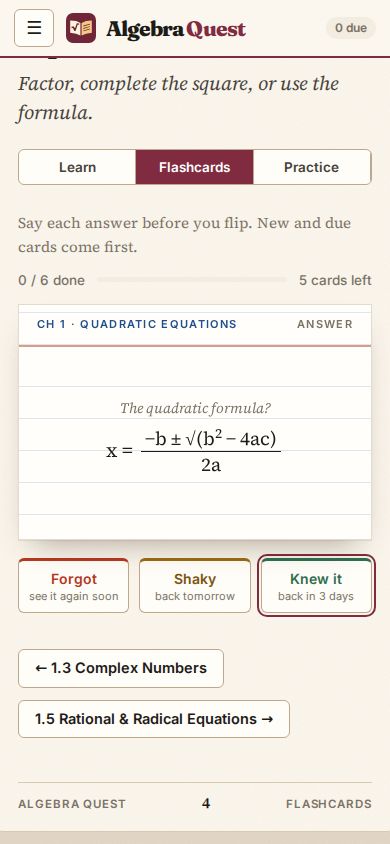 ☰ Algebra Quest 0 due
Factor, complete the square, or use the
formula.
Learn Flashcards Practice
Say each answer before you flip. New and due
cards come first.
0 / 6 done 5 cards left
CH 1 · QUADRATIC EQUATIONS ANSWER
The quadratic formula?
x = −b ± √(b² − 4ac)
2a
Forgot Shaky Knew it
see it again soon back tomorrow back in 3 days
← 1.3 Complex Numbers
1.5 Rational & Radical Equations →
ALGEBRA QUEST 4 FLASHCARDS